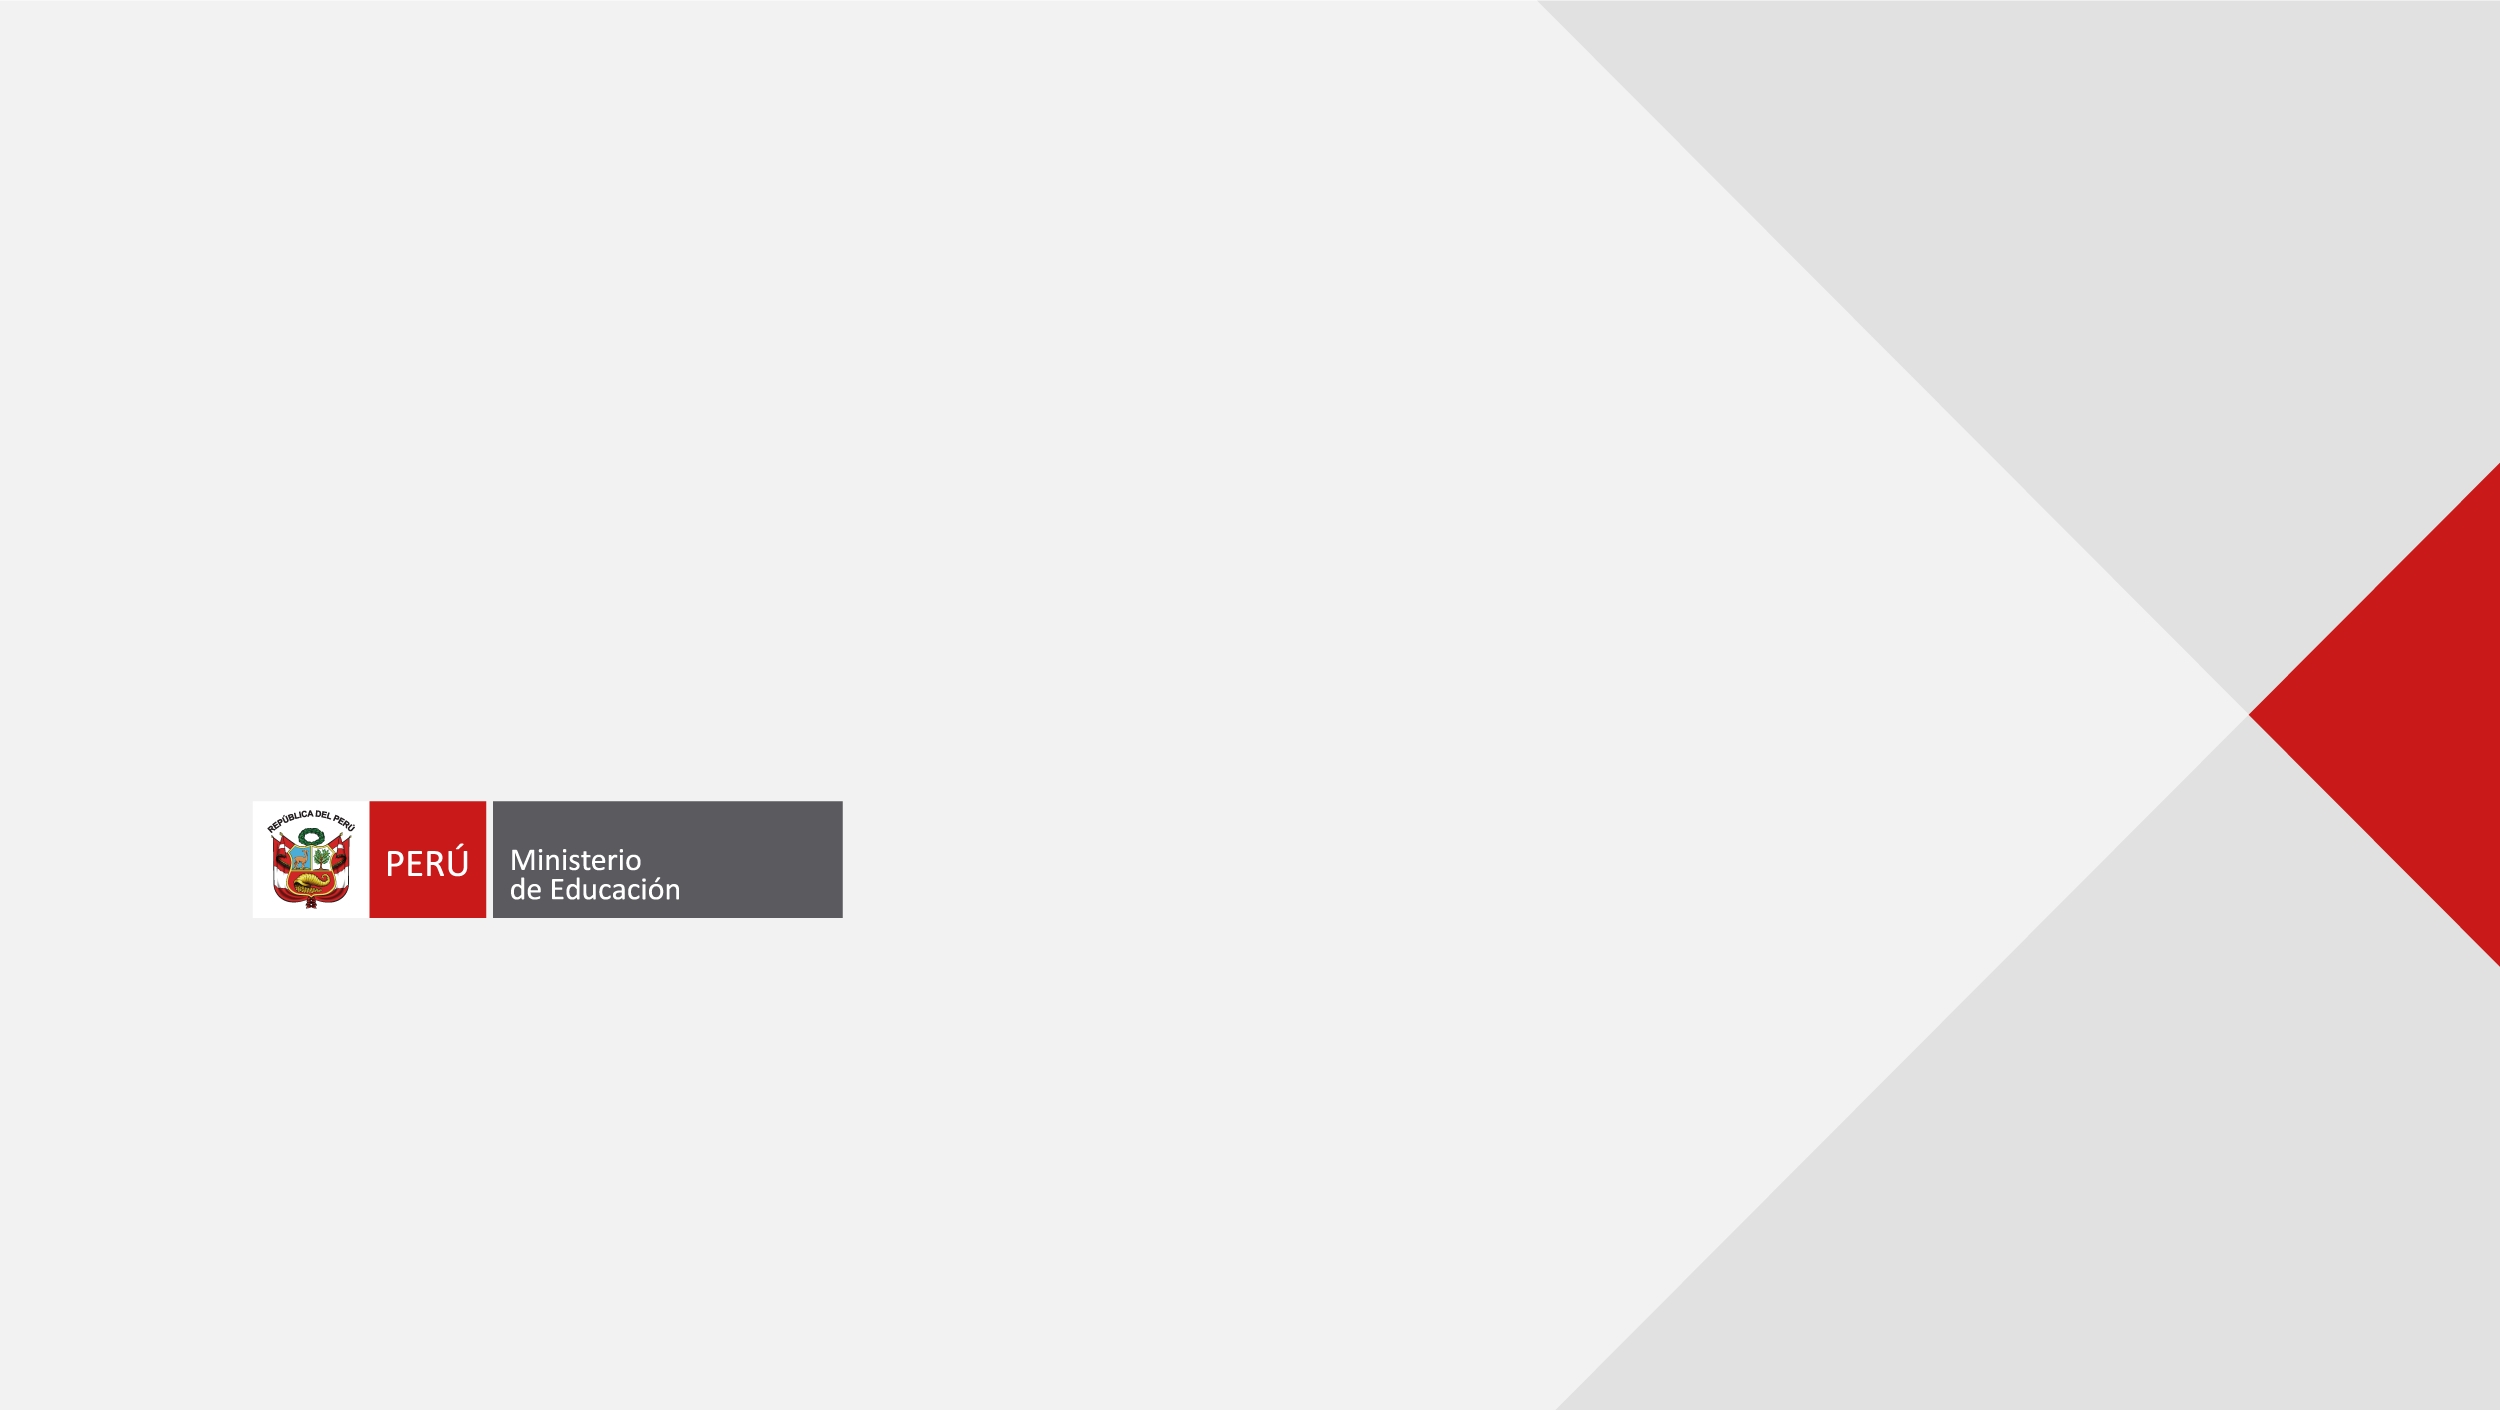 REPÚBLICA DEL PERÚ
PERÚ
Ministerio
de Educación